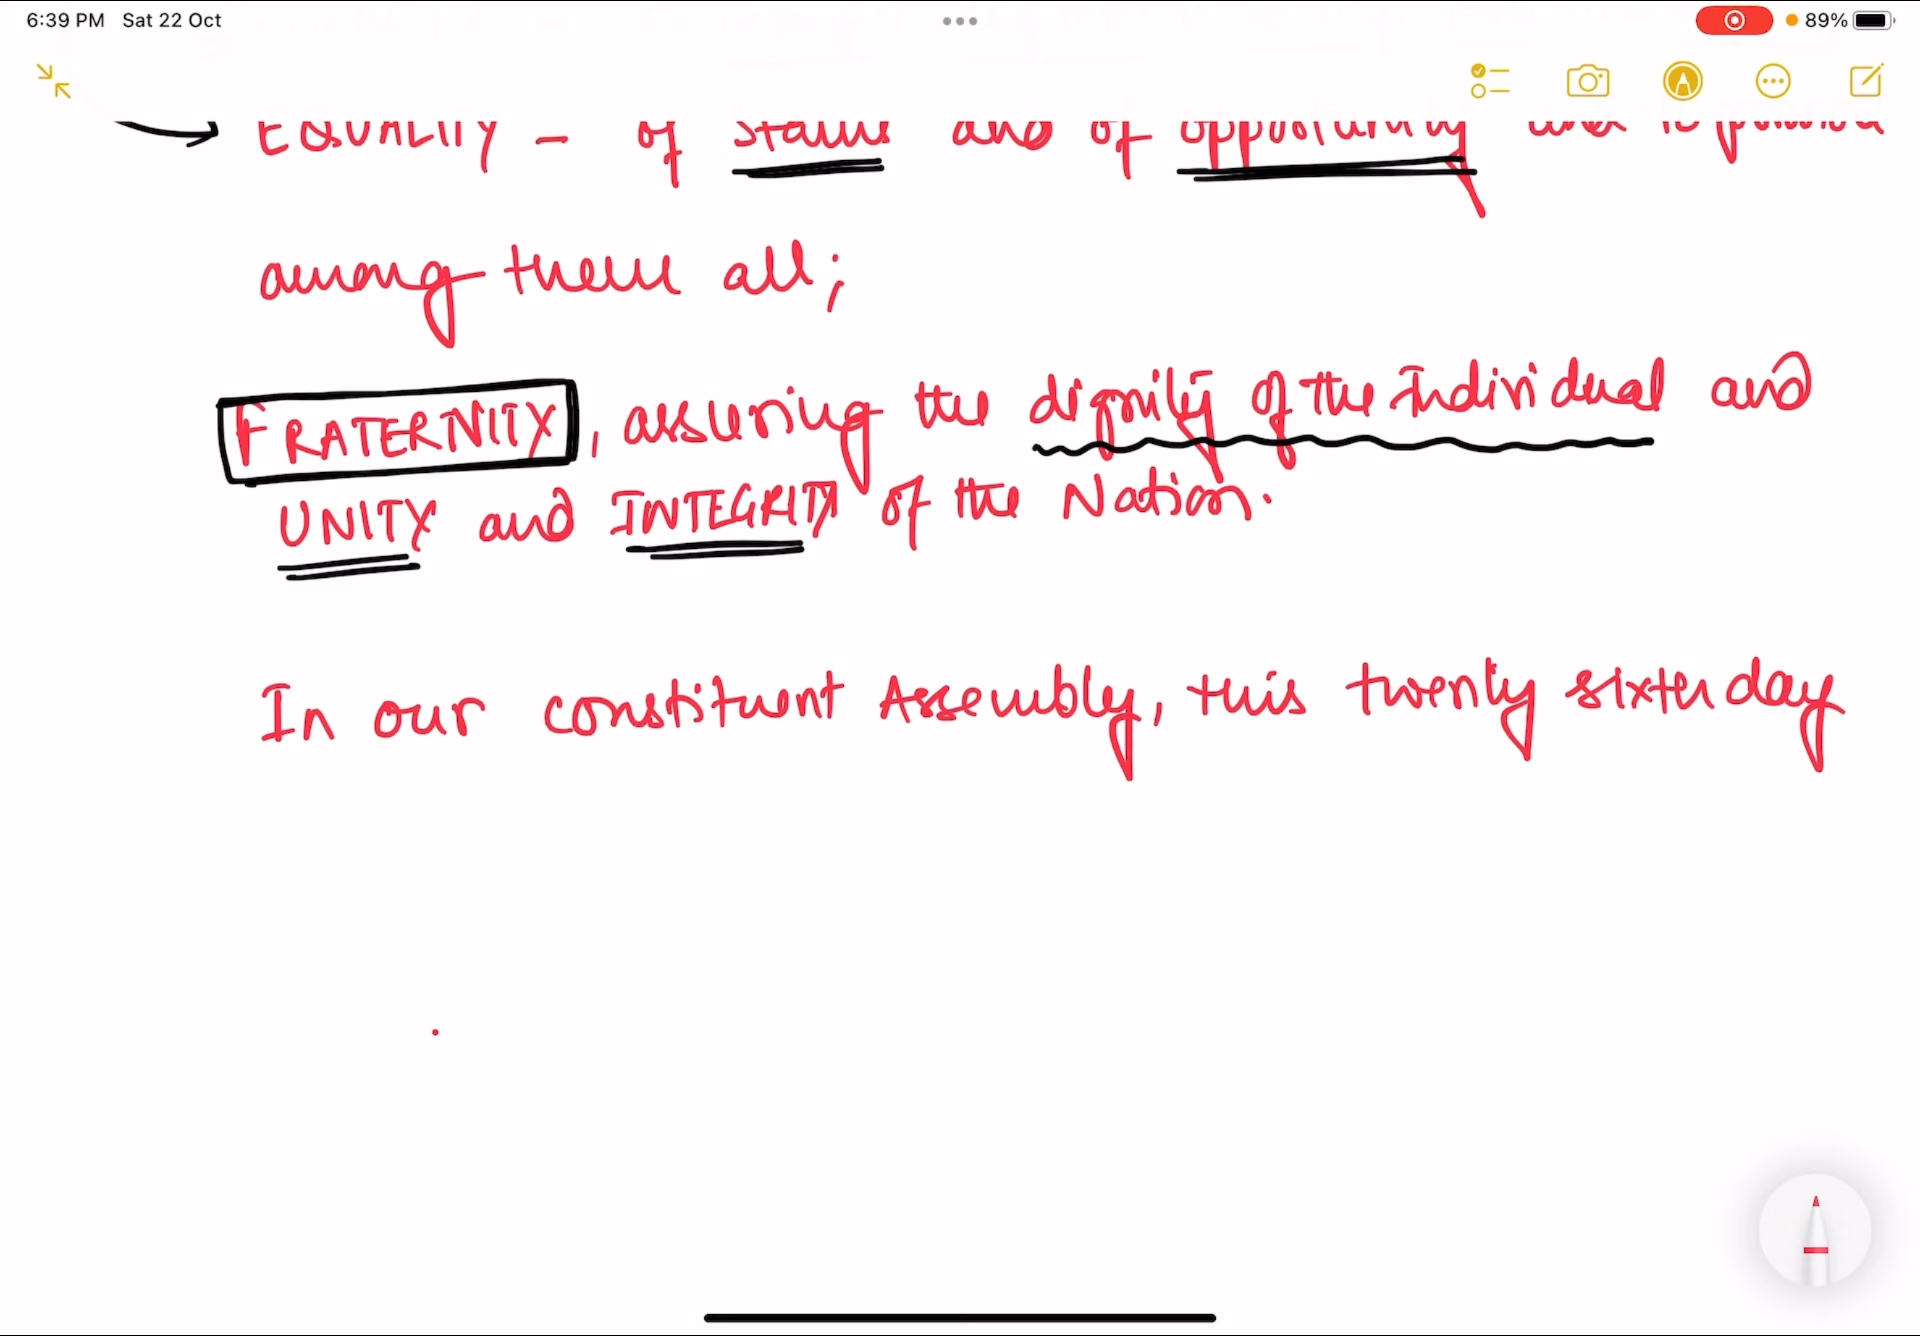 6:39 PM Sat 22 Oct
89%
EQUALITY - of status and of opportunity and to
among them all;
FRATERNITY, assuring the dignity of the Individual and
UNITY and INTEGRITY of the Nation.
In our constituent Assembly, this twenty sixth day